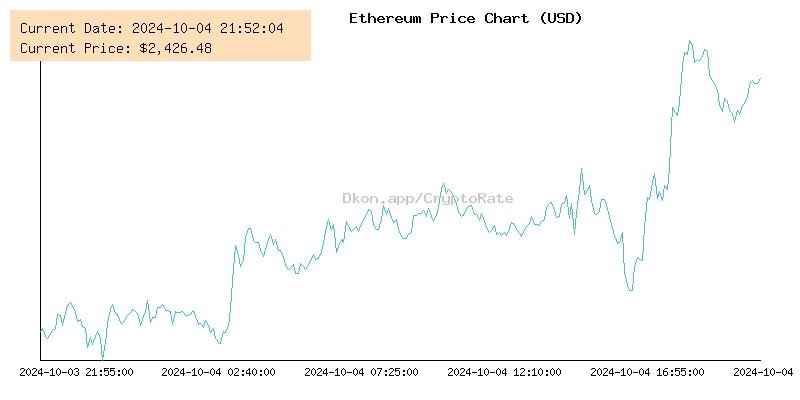 Ethereum Price Chart (USD)
Current Date: 2024-10-04 21:52:04
Current Price: $2,426.48
Dkon.app/CryptoRate
2024-10-03 21:55:00 2024-10-04 02:40:00 2024-10-04 07:25:00 2024-10-04 12:10:00 2024-10-04 16:55:00 2024-10-04